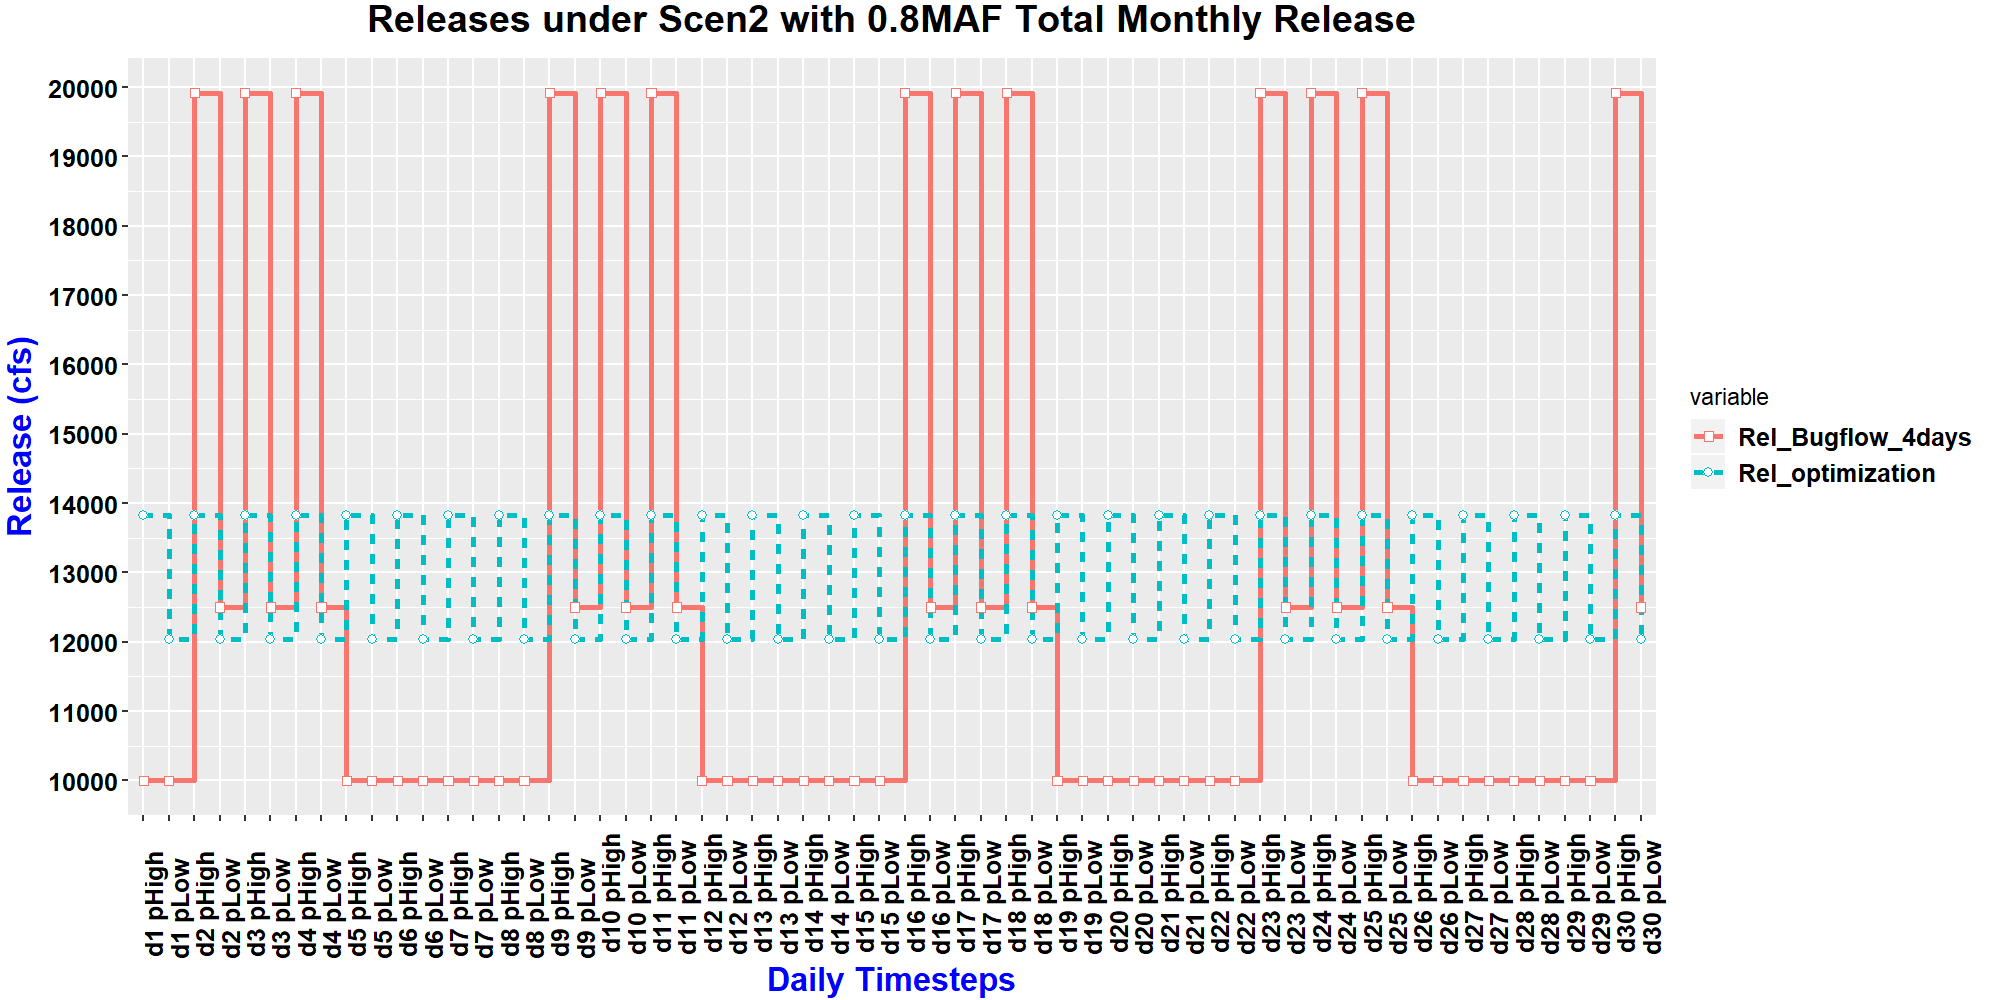 Releases under Scen2 with 0.8MAF Total Monthly Release
Release (cfs)
20000
19000
18000
17000
16000
15000
14000
13000
12000
11000
10000
d1 pHigh
d1 pLow
d2 pHigh
d2 pLow
d3 pHigh
d3 pLow
d4 pHigh
d4 pLow
d5 pHigh
d5 pLow
d6 pHigh
d6 pLow
d7 pHigh
d7 pLow
d8 pHigh
d8 pLow
d9 pHigh
d9 pLow
d10 pHigh
d10 pLow
d11 pHigh
d11 pLow
d12 pHigh
d12 pLow
d13 pHigh
d13 pLow
d14 pHigh
d14 pLow
d15 pHigh
d15 pLow
d16 pHigh
d16 pLow
d17 pHigh
d17 pLow
d18 pHigh
d18 pLow
d19 pHigh
d19 pLow
d20 pHigh
d20 pLow
d21 pHigh
d21 pLow
d22 pHigh
d22 pLow
d23 pHigh
d23 pLow
d24 pHigh
d24 pLow
d25 pHigh
d25 pLow
d26 pHigh
d26 pLow
d27 pHigh
d27 pLow
d28 pHigh
d28 pLow
d29 pHigh
d29 pLow
d30 pHigh
d30 pLow
Daily Timesteps
variable
Rel_Bugflow_4days
Rel_optimization